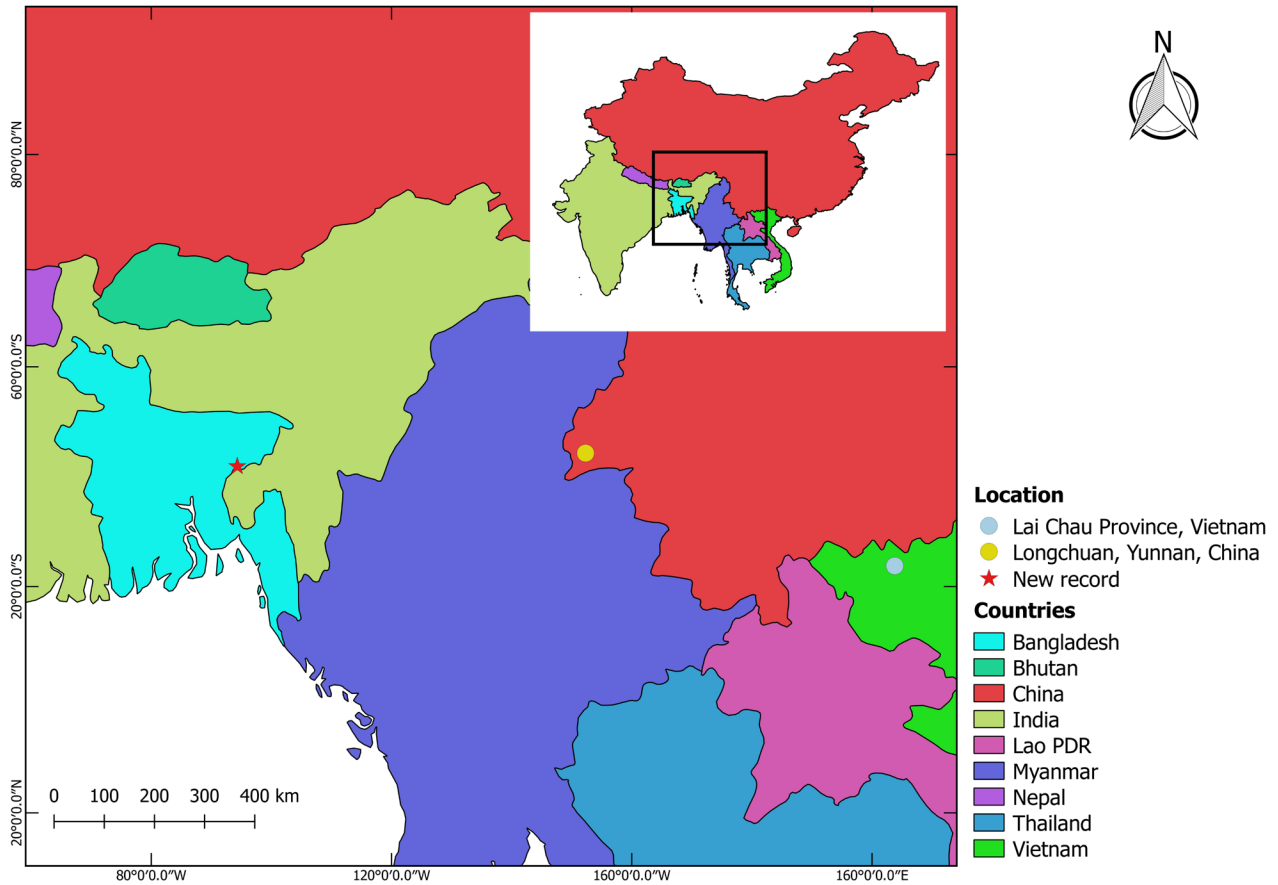 N
80°0'0.0"N
60°0'0.0"S
20°0'0.0"S
20°0'0.0"N
0 100 200 300 400 km
80°0'0.0"W
120°0'0.0"W
160°0'0.0"W
160°0'0.0"E
Location
Lai Chau Province, Vietnam
Longchuan, Yunnan, China
New record
Countries
Bangladesh
Bhutan
China
India
Lao PDR
Myanmar
Nepal
Thailand
Vietnam